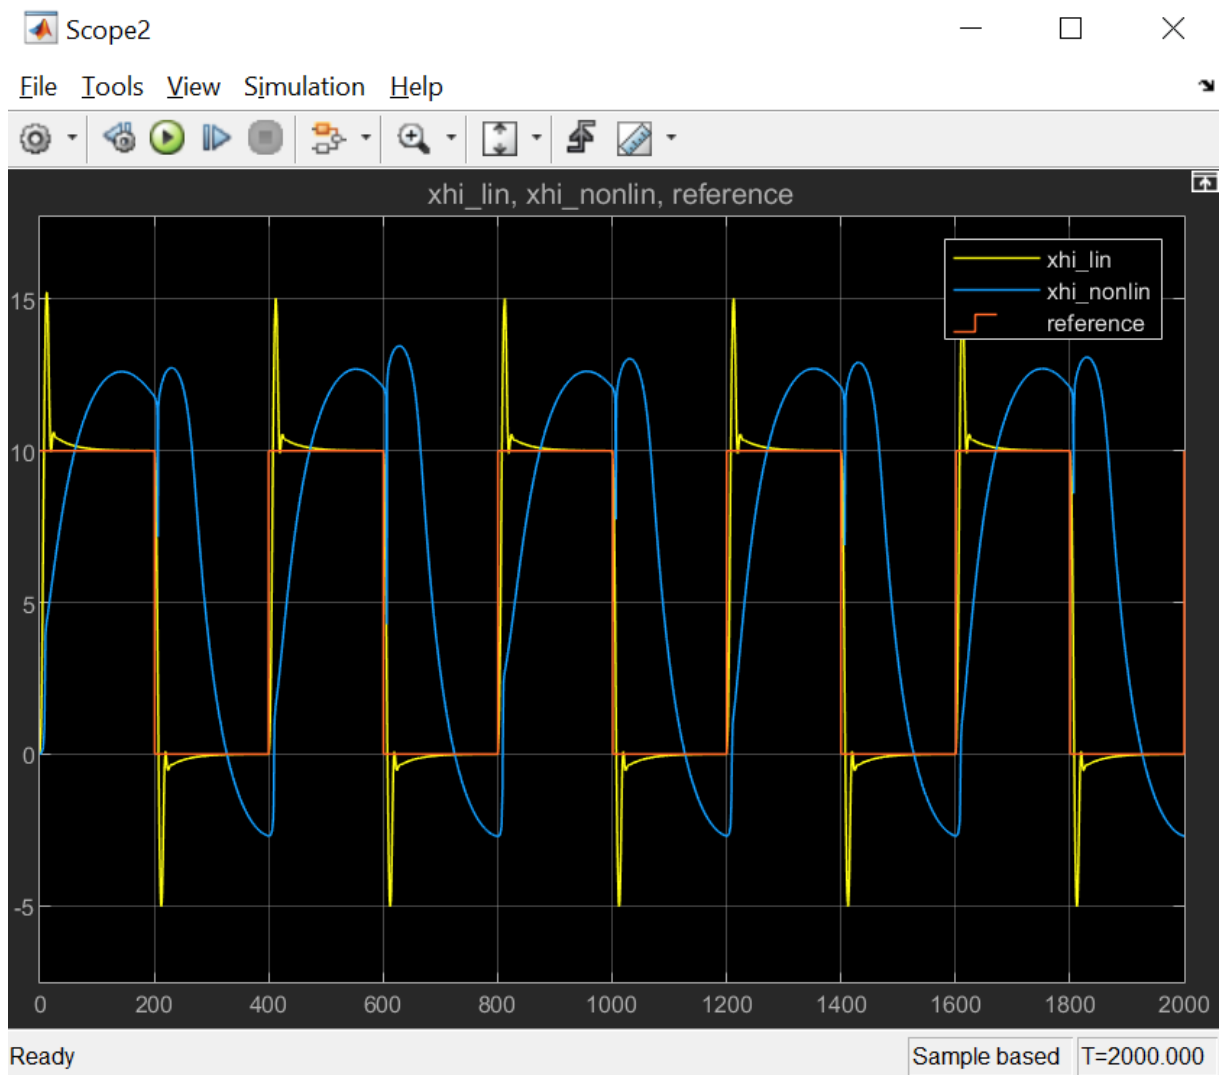 Scope2
File Tools View Simulation Help
xhi_lin, xhi_nonlin, reference
xhi_lin
xhi_nonlin
reference
15
10
5
0
-5
0 200 400 600 800 1000 1200 1400 1600 1800 2000
Ready Sample based T=2000.000